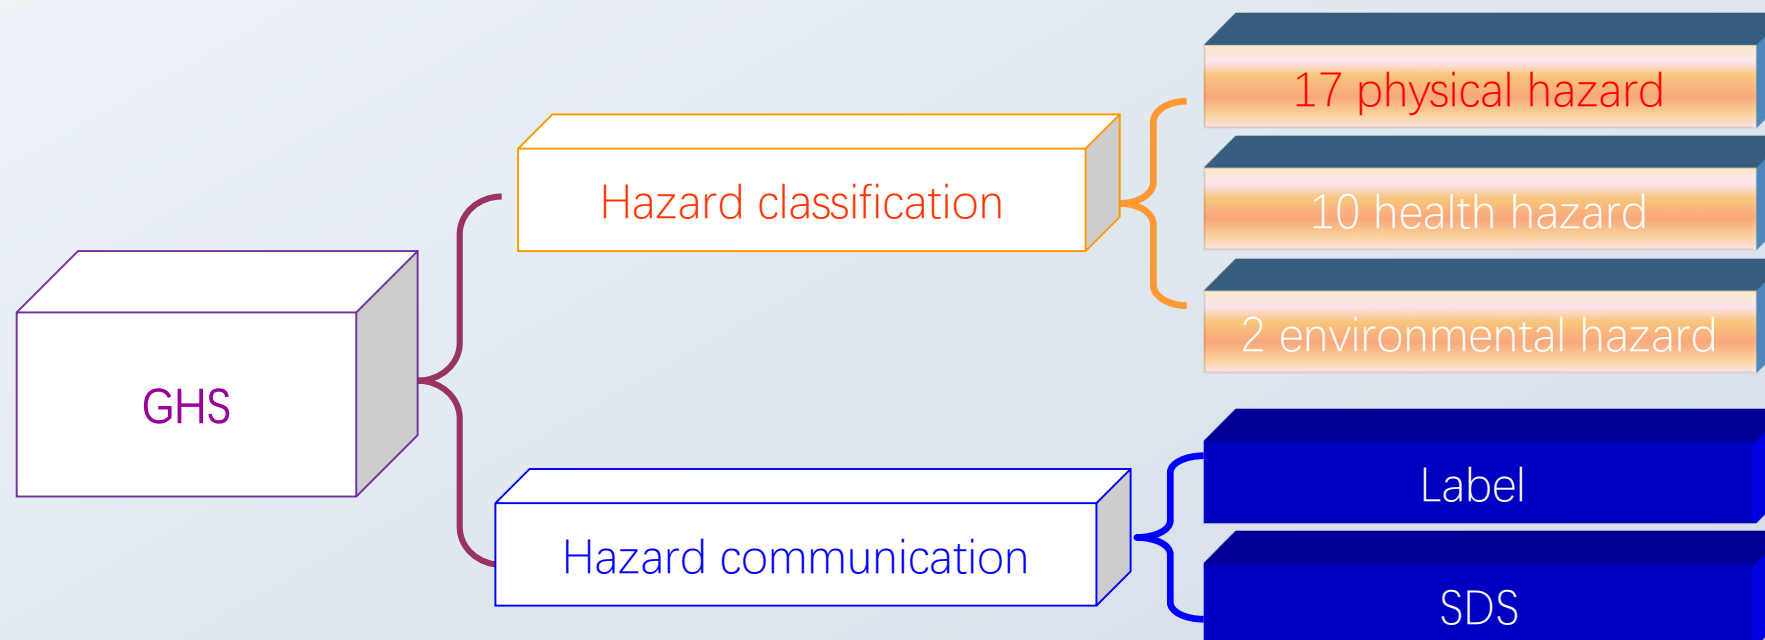 GHS
Hazard classification
17 physical hazard
10 health hazard
2 environmental hazard
Hazard communication
Label
SDS